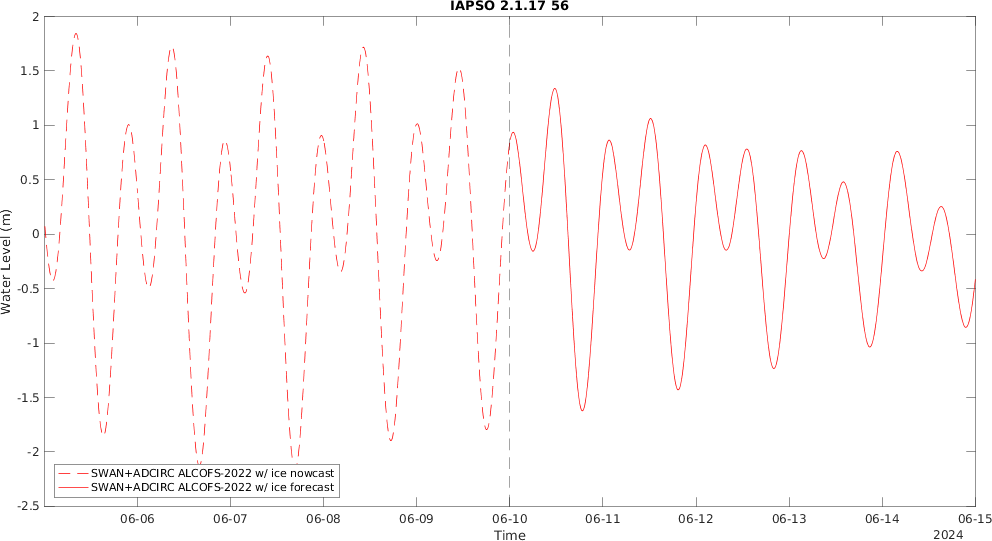 IAPSO 2.1.17 56
2
1.5
1
0.5
0
-0.5
-1
-1.5
-2
-2.5
Water Level (m)
SWAN+ADCIRC ALCOFS-2022 w/ ice nowcast
SWAN+ADCIRC ALCOFS-2022 w/ ice forecast
06-06 06-07 06-08 06-09 06-10 06-11 06-12 06-13 06-14 06-15
Time
2024